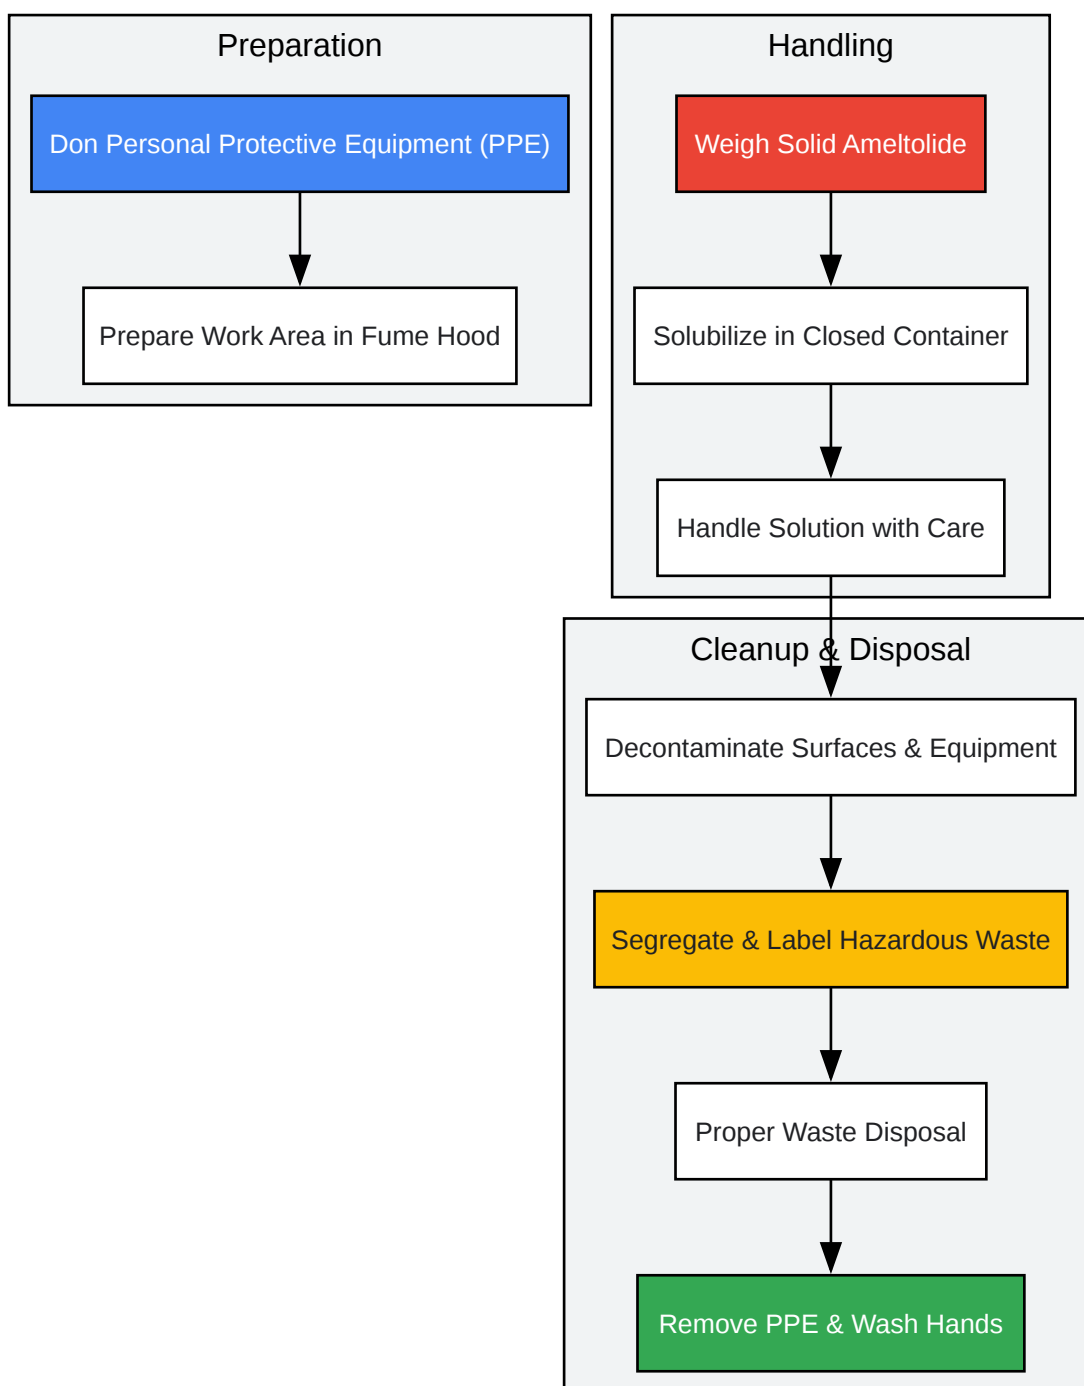 Preparation
Don Personal Protective Equipment (PPE)
Prepare Work Area in Fume Hood
Handling
Weigh Solid Ameltolide
Solubilize in Closed Container
Handle Solution with Care
Cleanup & Disposal
Decontaminate Surfaces & Equipment
Segregate & Label Hazardous Waste
Proper Waste Disposal
Remove PPE & Wash Hands